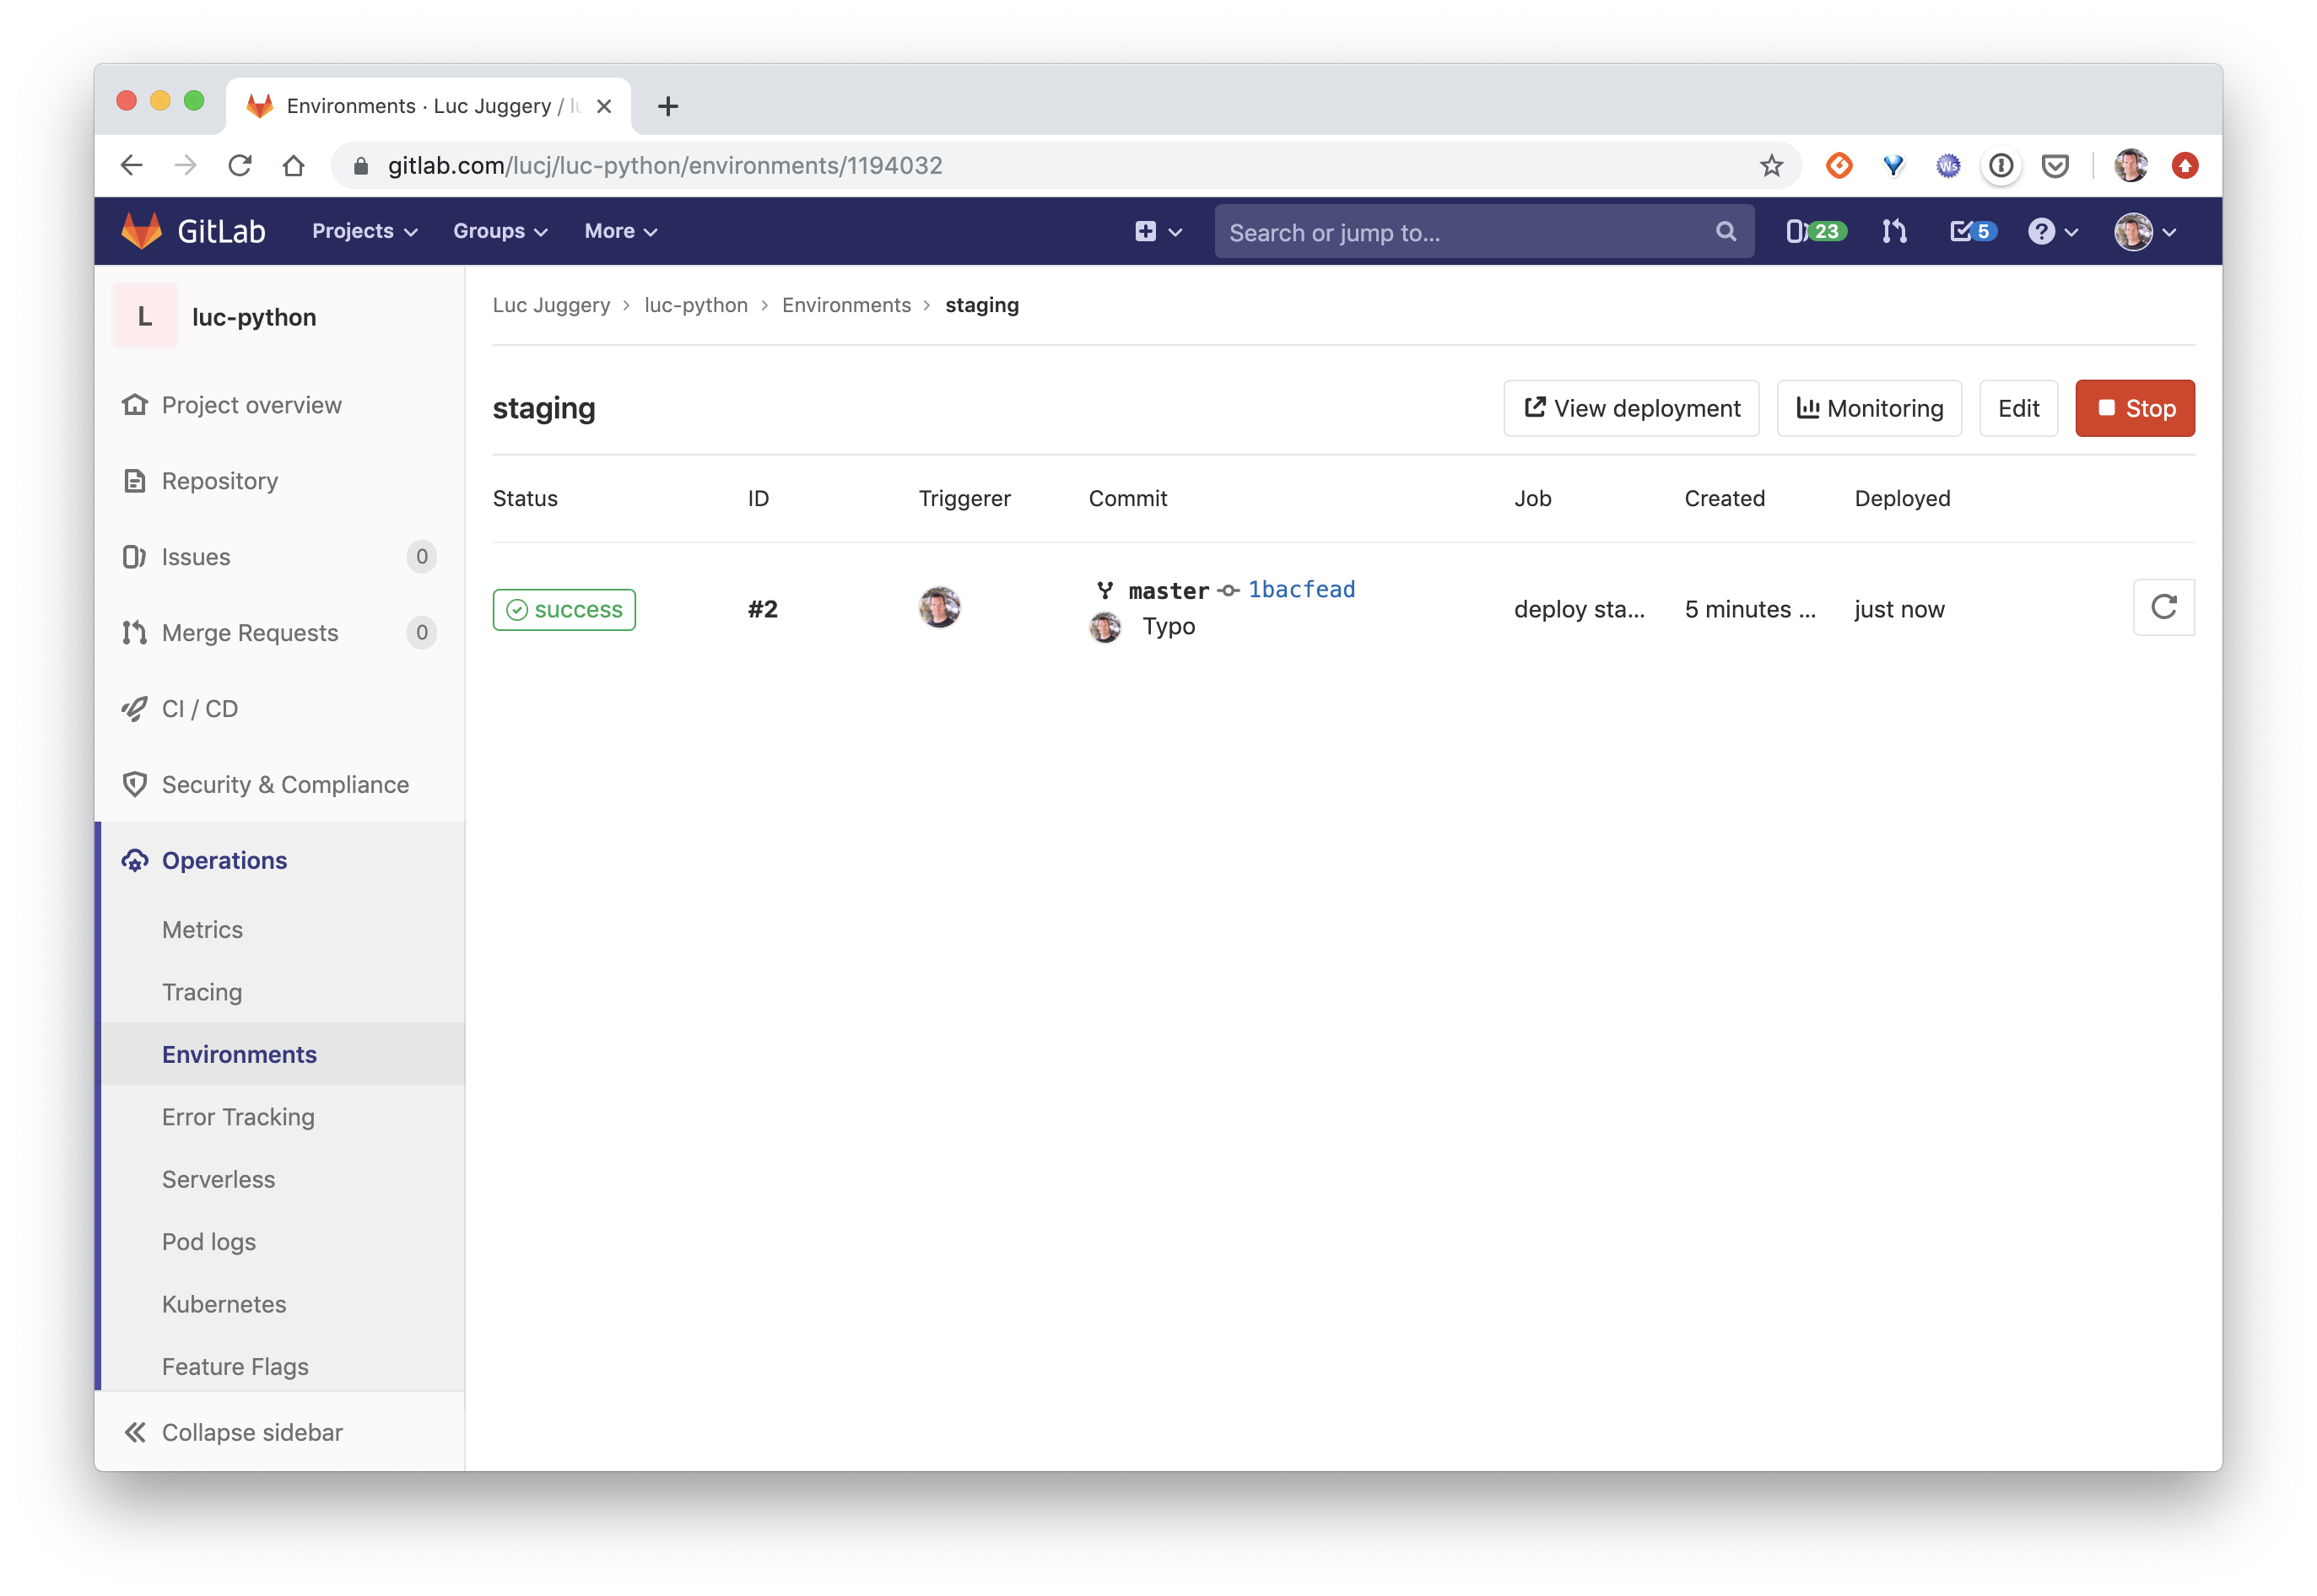 Environments · Luc Juggery /
gitlab.com/lucj/luc-python/environments/1194032
GitLab Projects Groups More Search or jump to... 23 5
L luc-python
Project overview
Repository
Issues 0
Merge Requests 0
CI / CD
Security & Compliance
Operations
Metrics
Tracing
Environments
Error Tracking
Serverless
Pod logs
Kubernetes
Feature Flags
Collapse sidebar
Luc Juggery > luc-python > Environments > staging
staging View deployment Monitoring Edit Stop
Status ID Triggerer Commit Job Created Deployed
success #2 master 1bacfead deploy sta... 5 minutes ... just now
Typo